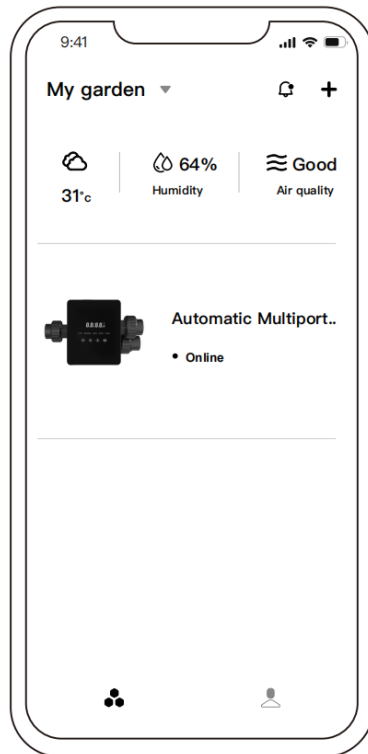 9:41
My garden
31°c
64%
Humidity
Good
Air quality
Automatic Multiport..
• Online